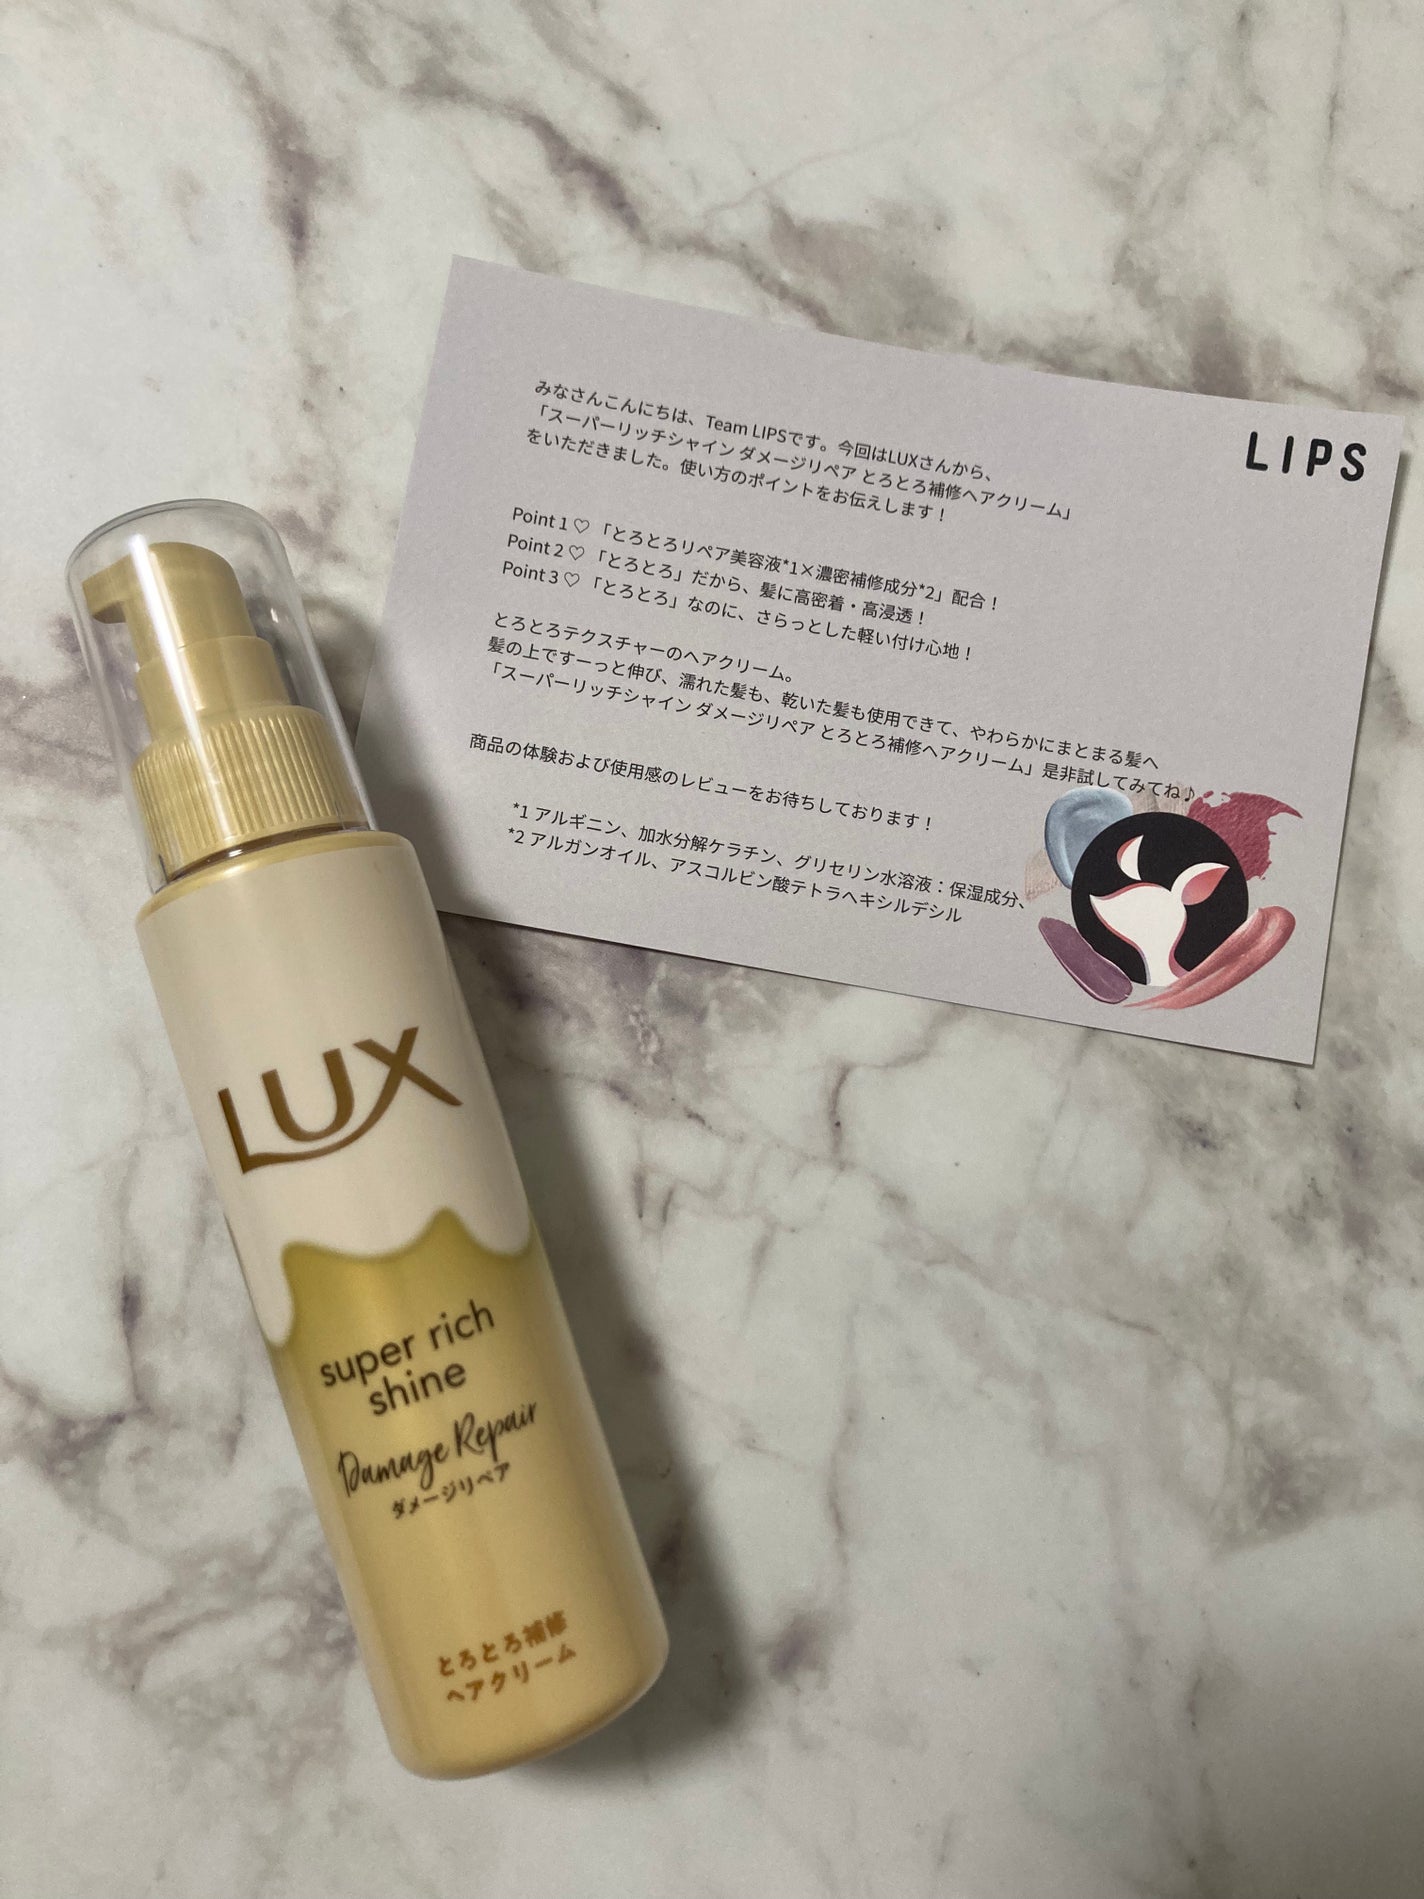 LIPS
みなさんこんにちは、Team LIPSです。今回はLUXさんから、
「スーパーリッチシャイン ダメージリペア とろとろ補修ヘアクリーム」
をいただきました。使い方のポイントをお伝えします！
Point 1 ♡ 「とろとろリペア美容液*1×濃密補修成分*2」配合！
Point 2 ♡ 「とろとろ」だから、髪に高密着・高浸透！
Point 3 ♡ 「とろとろ」なのに、さらっとした軽い付け心地！
とろとろテクスチャーのヘアクリーム。
髪の上ですーっと伸び、濡れた髪も、乾いた髪も使用できて、やわらかにまとまる髪へ
「スーパーリッチシャイン ダメージリペア とろとろ補修ヘアクリーム」是非試してみてね♪
商品の体験および使用感のレビューをお待ちしております！
*1 アルギニン、加水分解ケラチン、グリセリン水溶液：保湿成分、
*2 アルガンオイル、アスコルビン酸テトラヘキシルデシル
LUX
super rich
shine
Damage Repair
ダメージリペア
とろとろ補修
ヘアクリーム